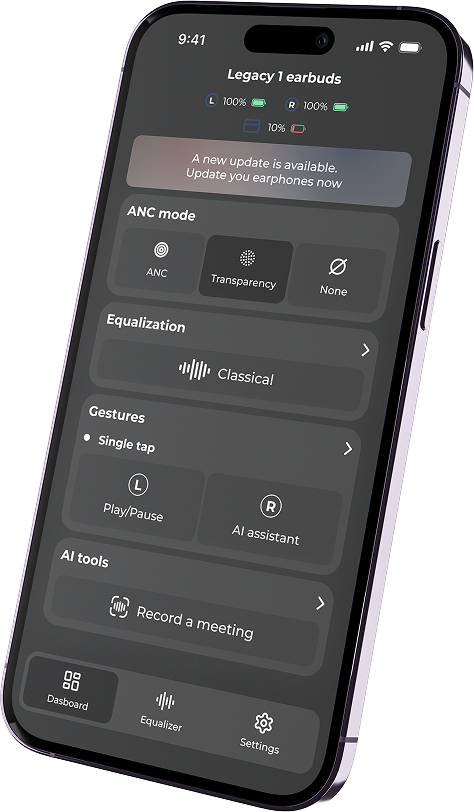 9:41
Legacy 1 earbuds
L 100% R 100%
10%
A new update is available.
Update you earphones now
ANC mode
ANC Transparency None
Equalization
Classical
Gestures
Single tap
L R
Play/Pause AI assistant
AI tools
Record a meeting
Dasboard Equalizer Settings